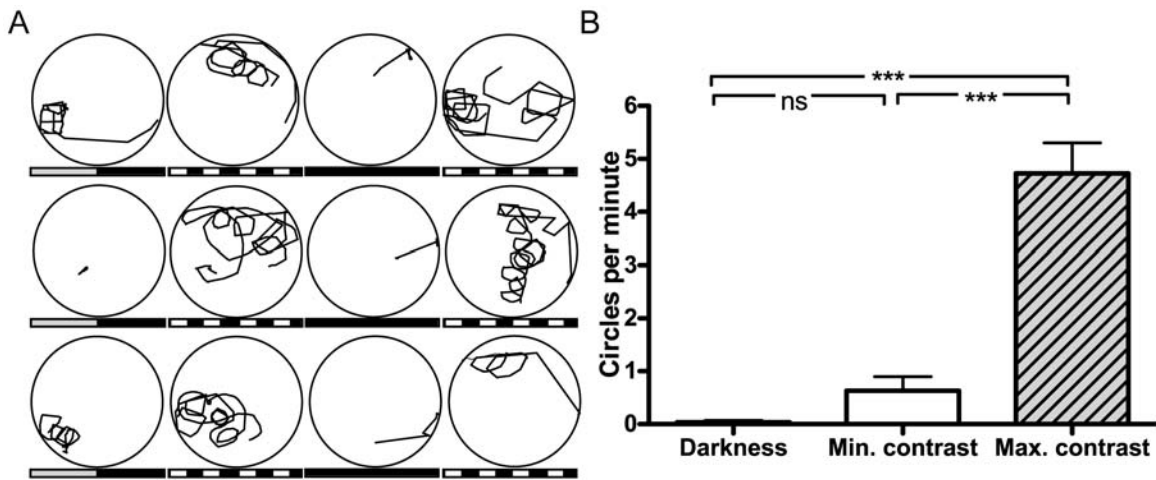 A
B
***
ns
***
Circles per minute
6
5
4
3
2
1
0
Darkness
Min. contrast
Max. contrast